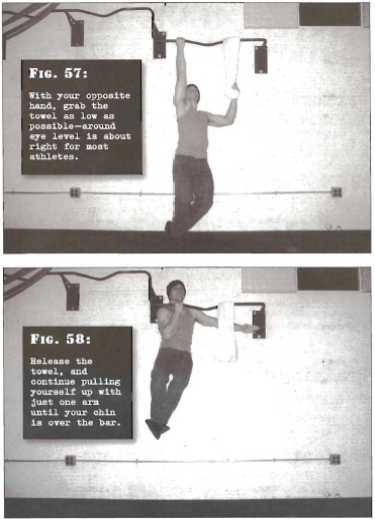 FIG. 57:
With your opposite
hand, grab the
towel as low as
possible—around
eye level is about
right for most
athletes.
FIG. 58:
Release the
towel, and
continue pulling
yourself up with
just one arm
until your chin
is over the bar.